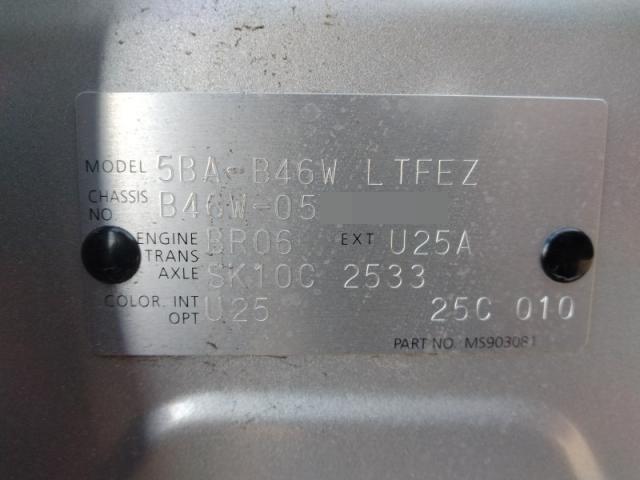 MODEL 5BA-B46W LTFEZ
CHASSIS NO. B46W-05
ENGINE BR06 EXT U25A
TRANS AXLE SK10C 2533
COLOR. INT OPT U.25 25C 010
PART NO. MS903081